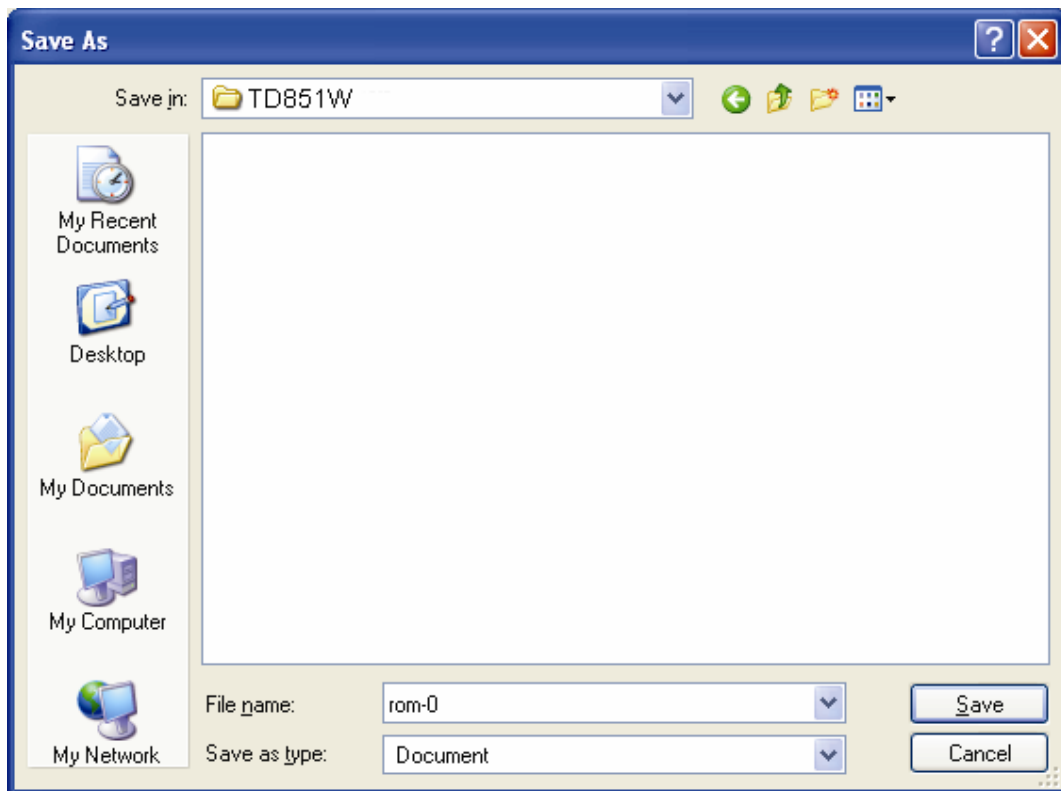 Save As
Save in: TD851W
My Recent
Documents
Desktop
My Documents
My Computer
My Network
File name: rom-0
Save as type: Document
Save
Cancel